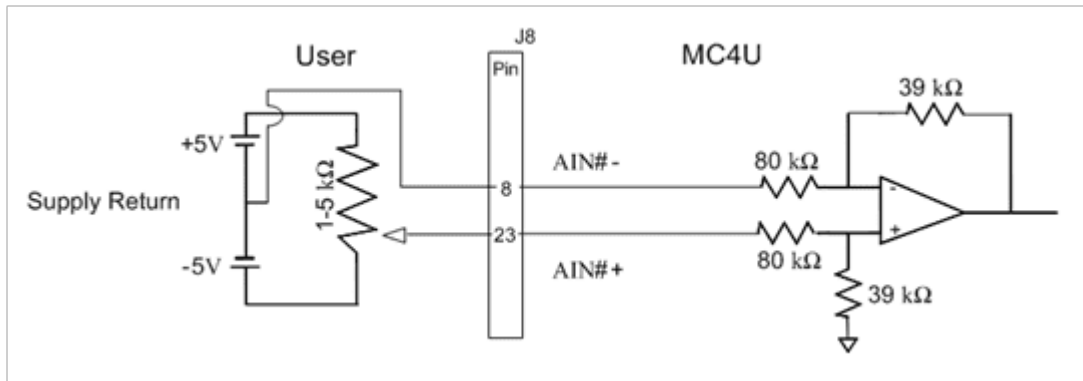 J8
User
Pin
MC4U
39 kΩ
+5V
1-5 kΩ
80 kΩ
AIN#-
8
-
Supply Return
23
+
-5V
AIN#+
80 kΩ
39 kΩ